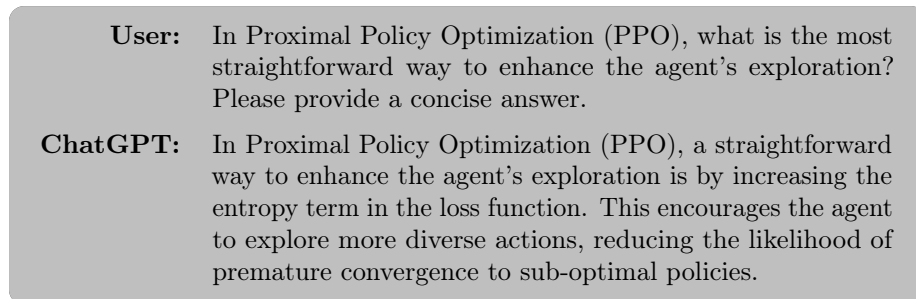 User: In Proximal Policy Optimization (PPO), what is the most
straightforward way to enhance the agent's exploration?
Please provide a concise answer.
ChatGPT: In Proximal Policy Optimization (PPO), a straightforward
way to enhance the agent's exploration is by increasing the
entropy term in the loss function. This encourages the agent
to explore more diverse actions, reducing the likelihood of
premature convergence to sub-optimal policies.